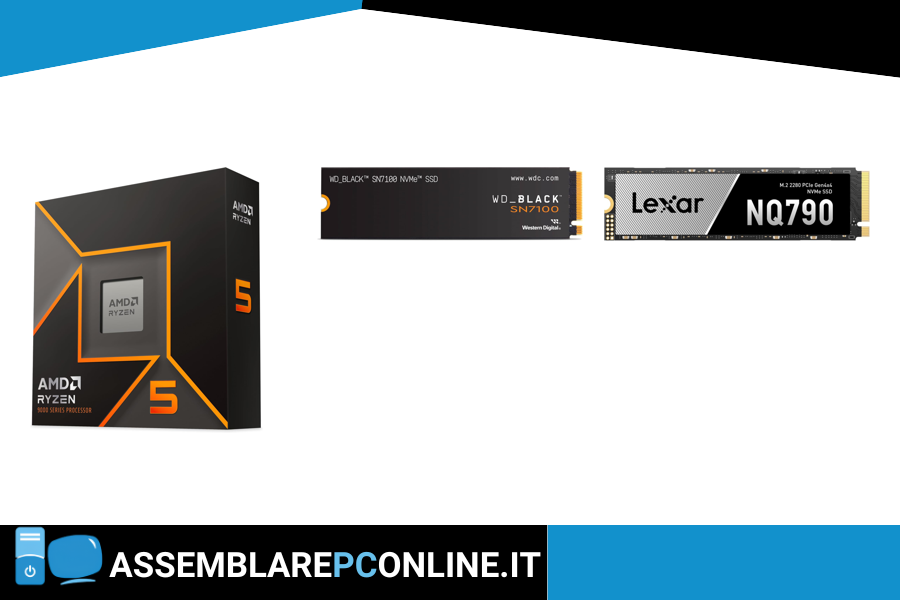 AMD
RYZEN
5
AMD
RYZEN
AMD
RYZEN
9000 SERIES PROCESSOR
5
WD_BLACK™ SN7100 NVMe™ SSD
www.wdc.com
WD_BLACK™
SN7100
Western Digital®
Lexar
M.2 2280 PCIe Gen4x4
NVMe SSD
NQ790
ASSEMBLAREPCONLINE.IT